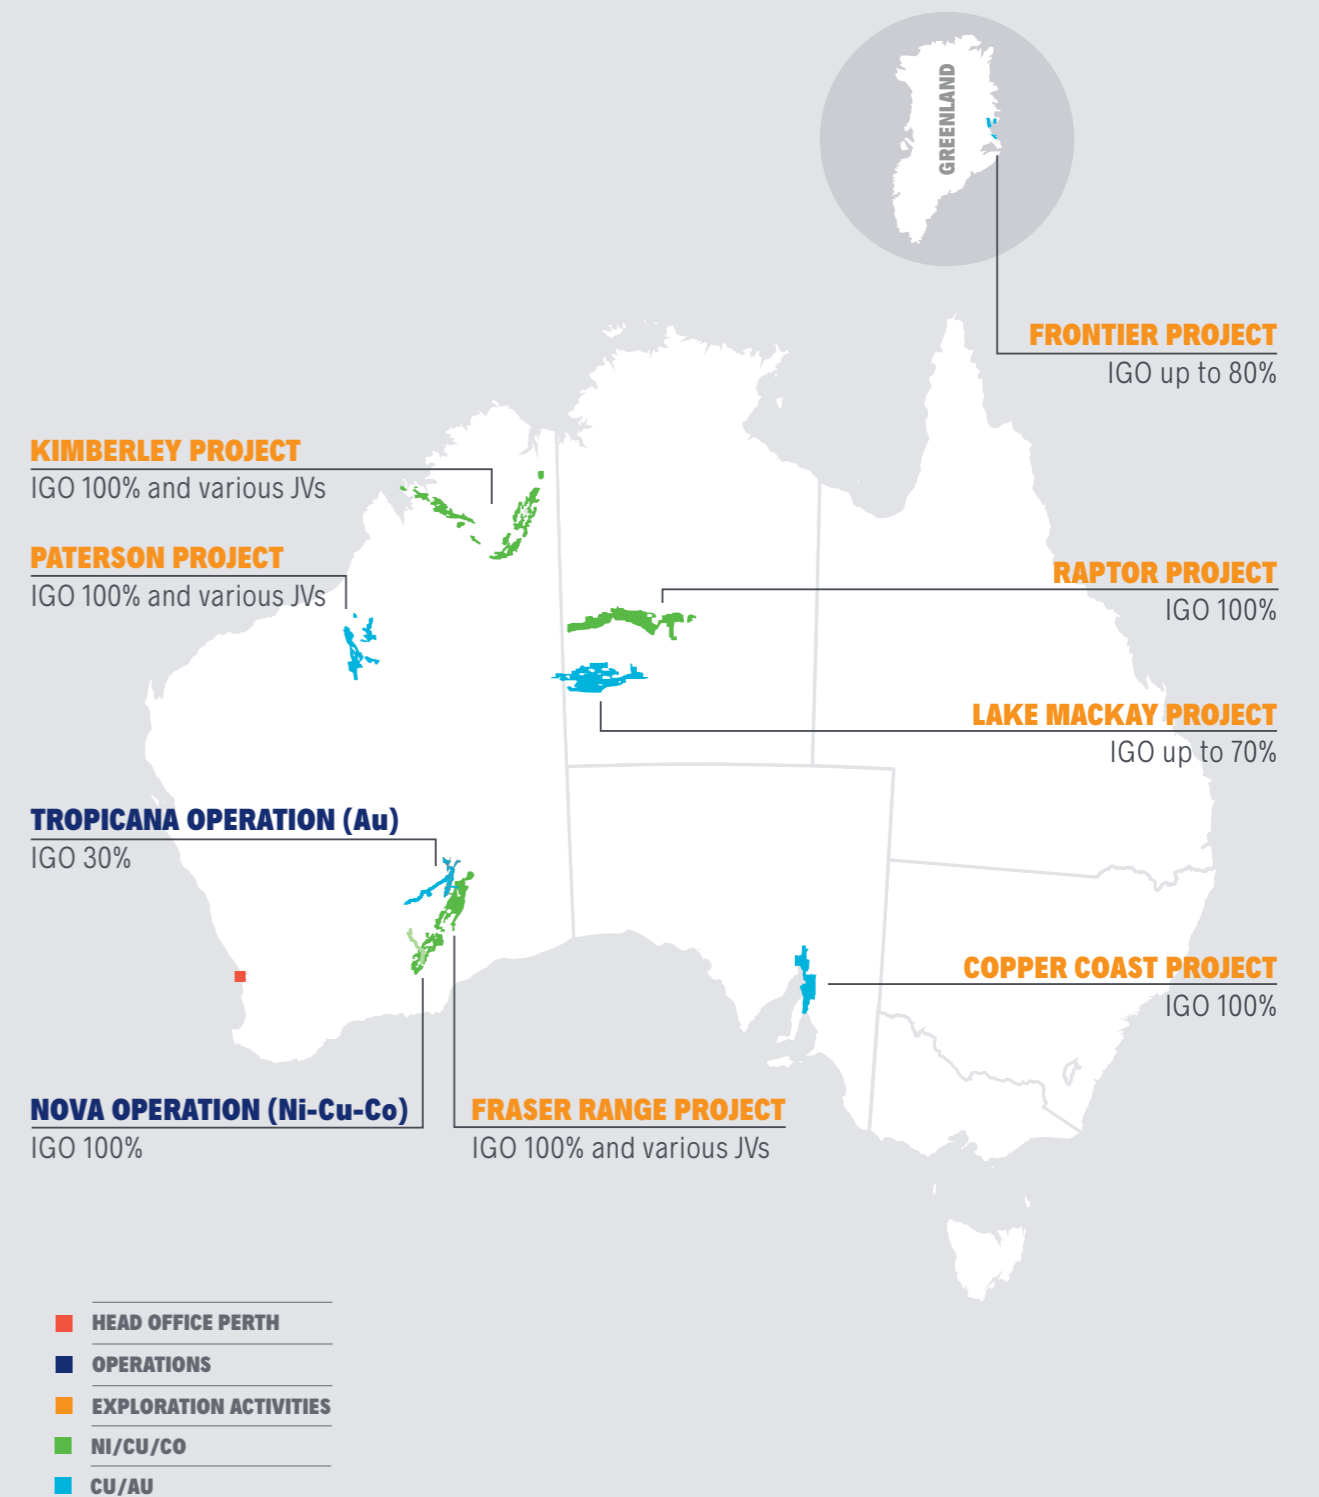 GREENLAND
FRONTIER PROJECT
IGO up to 80%
KIMBERLEY PROJECT
IGO 100% and various JVs
PATERSON PROJECT
IGO 100% and various JVs
RAPTOR PROJECT
IGO 100%
LAKE MACKAY PROJECT
IGO up to 70%
TROPICANA OPERATION (Au)
IGO 30%
COPPER COAST PROJECT
IGO 100%
NOVA OPERATION (Ni-Cu-Co)
IGO 100%
FRASER RANGE PROJECT
IGO 100% and various JVs
HEAD OFFICE PERTH
OPERATIONS
EXPLORATION ACTIVITIES
NI/CU/CO
CU/AU